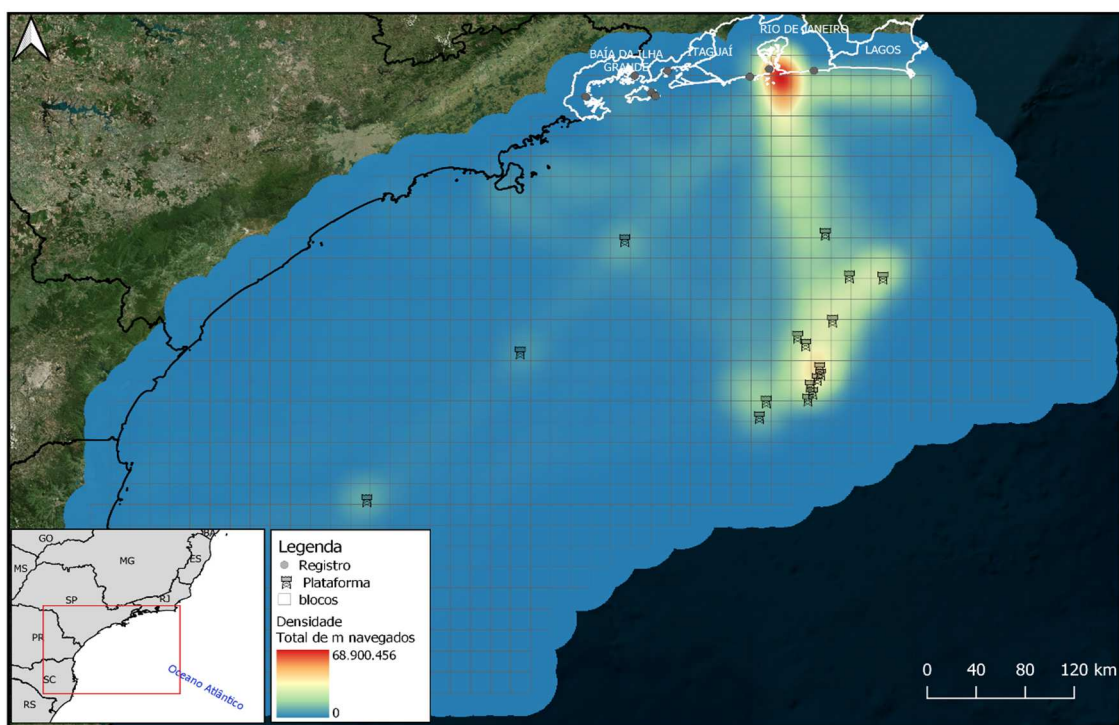 RIO DE JANEIRO
BAÍA DA ILHA
GRANDE
ITAGUAÍ
LAGOS
GO
BA
MS
MG
ES
SP
RJ
PR
SC
RS
Oceano Atlântico
Legenda
Registro
Plataforma
blocos
Densidade
Total de m navegados
68.900.456
0
0 40 80 120 km